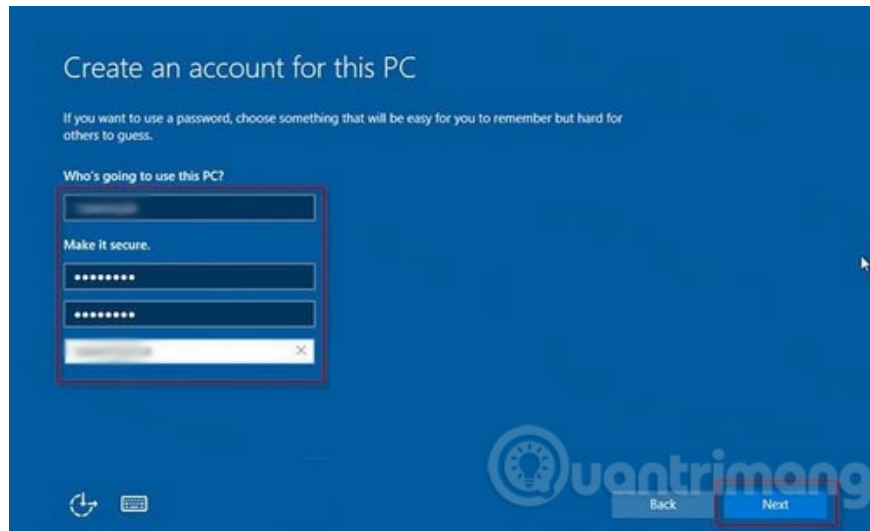 Create an account for this PC
If you want to use a password, choose something that will be easy for you to remember but hard for
others to guess.
Who's going to use this PC?
Make it secure.
••••••••
••••••••
Back
Next
Quantrimang